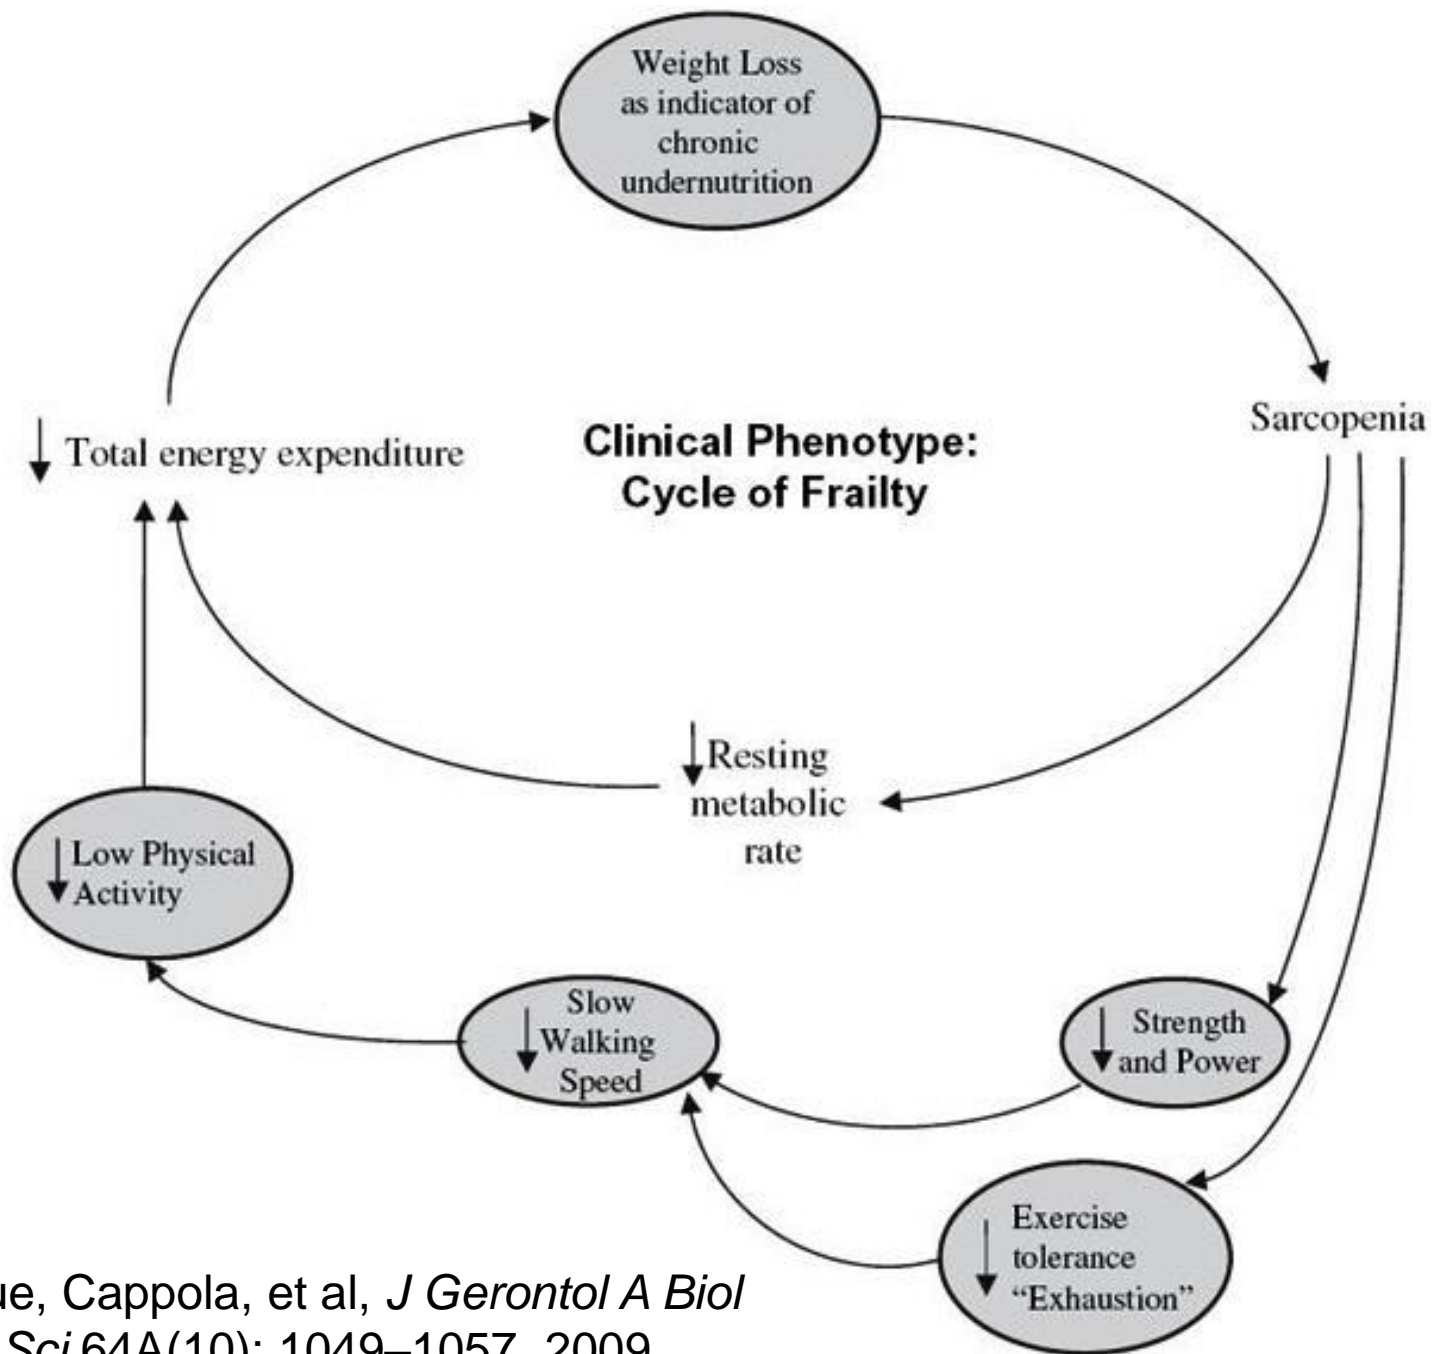 Weight Loss
as indicator of
chronic
undernutrition
Sarcopenia
↓ Total energy expenditure
Clinical Phenotype:
Cycle of Frailty
↓ Resting
metabolic
rate
↓ Low Physical
Activity
Slow
↓ Walking
Speed
↓ Strength
and Power
Exercise
↓ tolerance
“Exhaustion”
Cappola, et al, J Gerontol A Biol
Sci 64A(10): 1049–1057, 2009